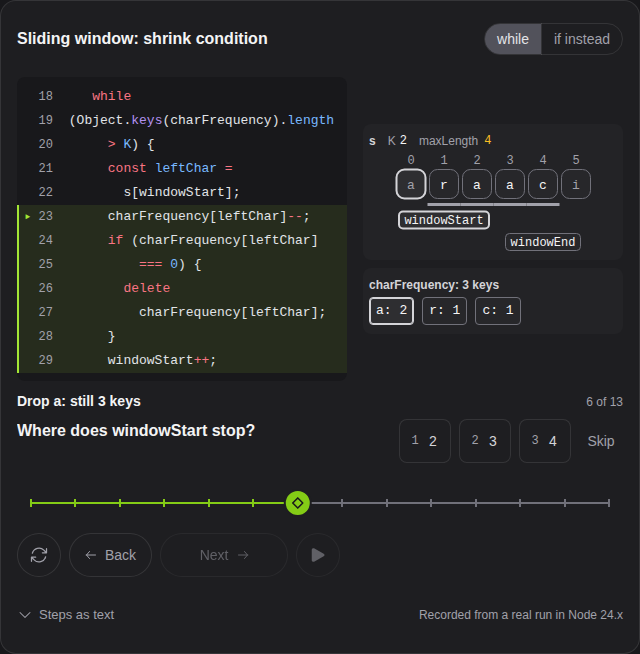 Sliding window: shrink condition
while
if instead
18 while
19 (Object.keys(charFrequency).length
20 > K) {
21 const leftChar =
22 s[windowStart];
23 charFrequency[leftChar]--;
24 if (charFrequency[leftChar]
25 === 0) {
26 delete
27 charFrequency[leftChar];
28 }
29 windowStart++;
s K 2 maxLength 4
0 1 2 3 4 5
a r a a c i
windowStart
windowEnd
charFrequency: 3 keys
a: 2 r: 1 c: 1
Drop a: still 3 keys
6 of 13
Where does windowStart stop?
1 2
2 3
3 4
Skip
← Back
Next →
Steps as text
Recorded from a real run in Node 24.x